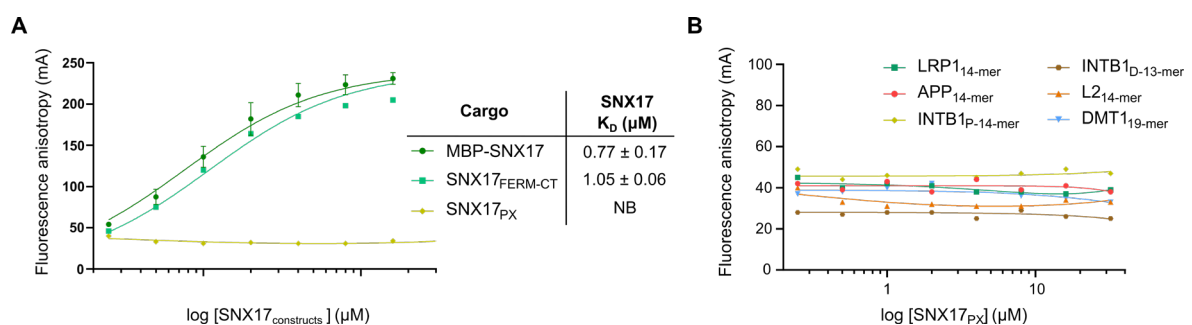 A
Fluorescence anisotropy (mA)
250
200
150
100
50
0
1
10
log [SNX17constructs ] (µM)
Cargo
SNX17
KD (µM)
MBP-SNX17 0.77 ± 0.17
SNX17FERM-CT 1.05 ± 0.06
SNX17PX NB
B
Fluorescence anisotropy (mA)
100
80
60
40
20
0
1
10
log [SNX17PX] (µM)
LRP114-mer INTB1D-13-mer
APP14-mer L214-mer
INTB1P-14-mer DMT119-mer